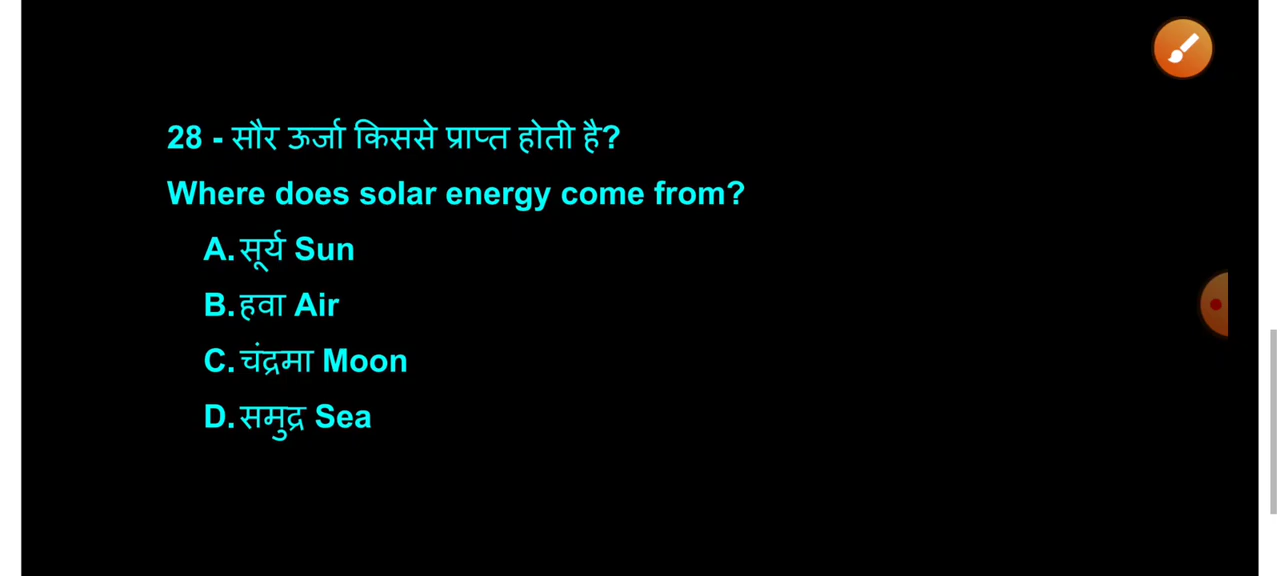 28 - सौर ऊर्जा किससे प्राप्त होती है?
Where does solar energy come from?
A. सूर्य Sun
B. हवा Air
C. चंद्रमा Moon
D. समुद्र Sea